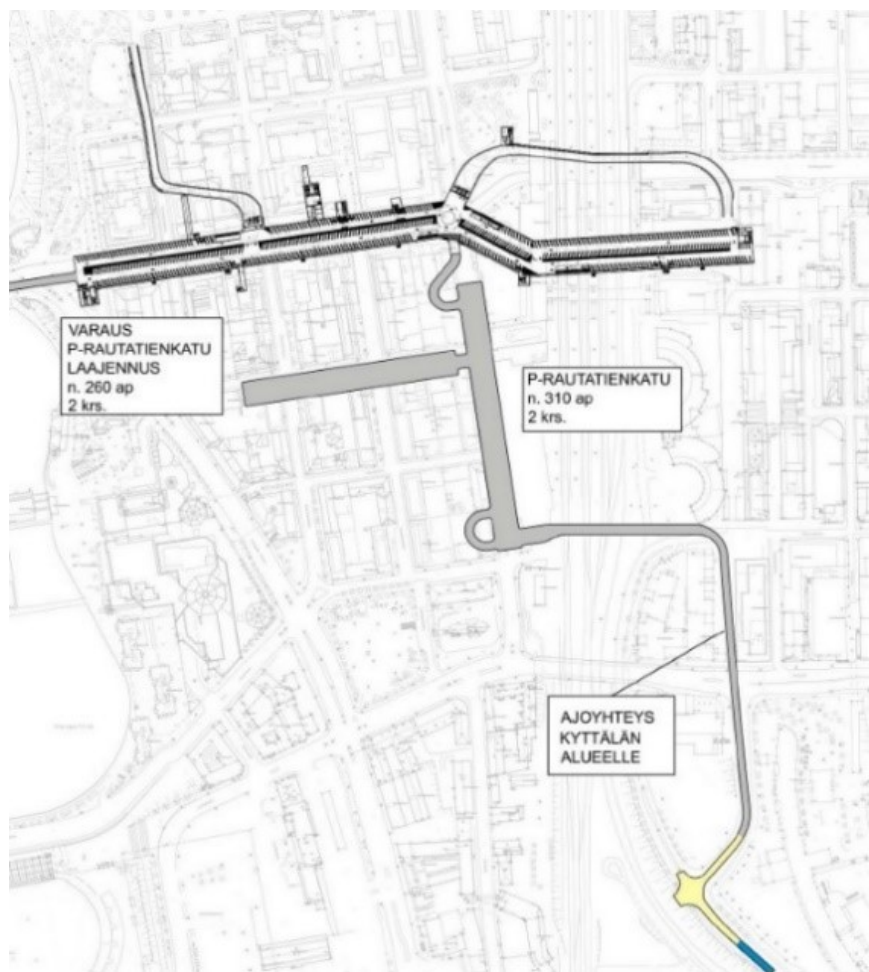 VARAUS
P-RAUTATIENKATU
LAAJENNUS
n. 260 ap
2 krs.
P-RAUTATIENKATU
n. 310 ap
2 krs.
AJOYHTEYS
KYTTÄLÄN
ALUEELLE